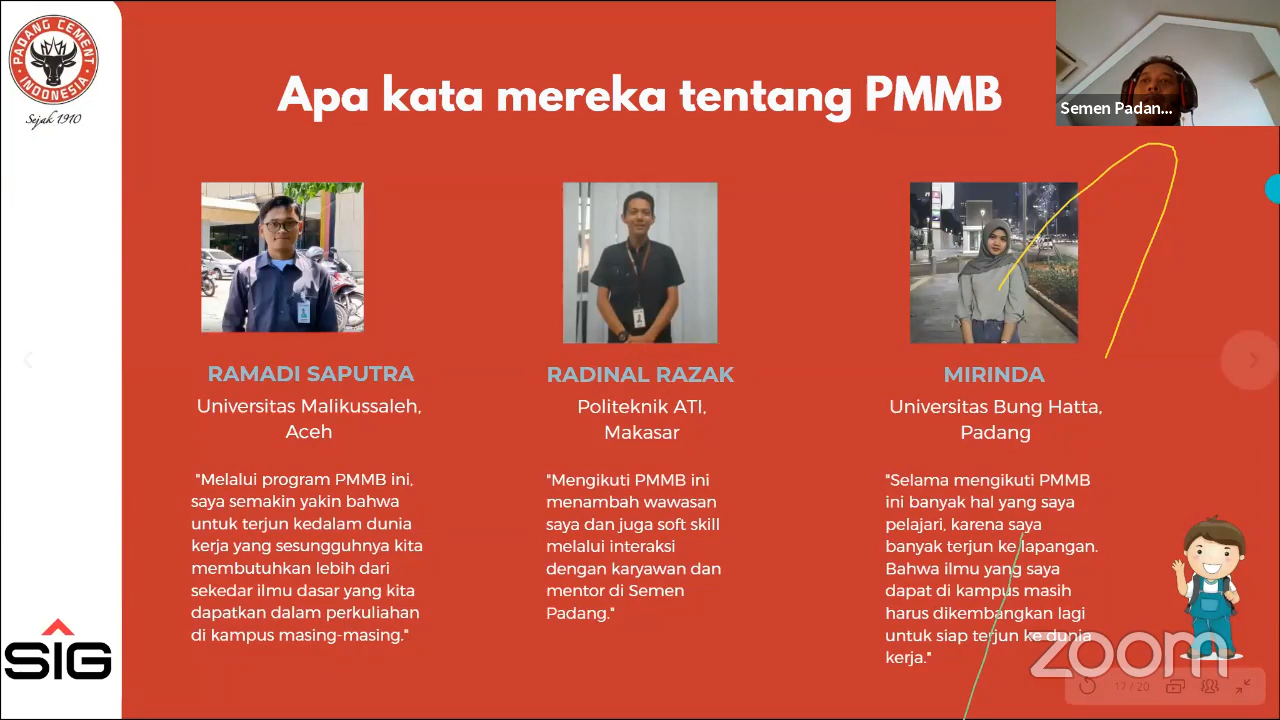 PADANG CEMENT INDONESIA
Sejak 1910
Apa kata mereka tentang PMMB
Semen Padan...
RAMADI SAPUTRA
Universitas Malikussaleh,
Aceh
"Melalui program PMMB ini,
saya semakin yakin bahwa
untuk terjun kedalam dunia
kerja yang sesungguhnya kita
membutuhkan lebih dari
sekedar ilmu dasar yang kita
dapatkan dalam perkuliahan
di kampus masing-masing."
RADINAL RAZAK
Politeknik ATI,
Makasar
"Mengikuti PMMB ini
menambah wawasan
saya dan juga soft skill
melalui interaksi
dengan karyawan dan
mentor di Semen
Padang."
MIRINDA
Universitas Bung Hatta,
Padang
"Selama mengikuti PMMB
ini banyak hal yang saya
pelajari, karena saya
banyak terjun ke lapangan.
Bahwa ilmu yang saya
dapat di kampus masih
harus dikembangkan lagi
untuk siap terjun ke dunia
kerja."
SIG
zoom
17 / 20